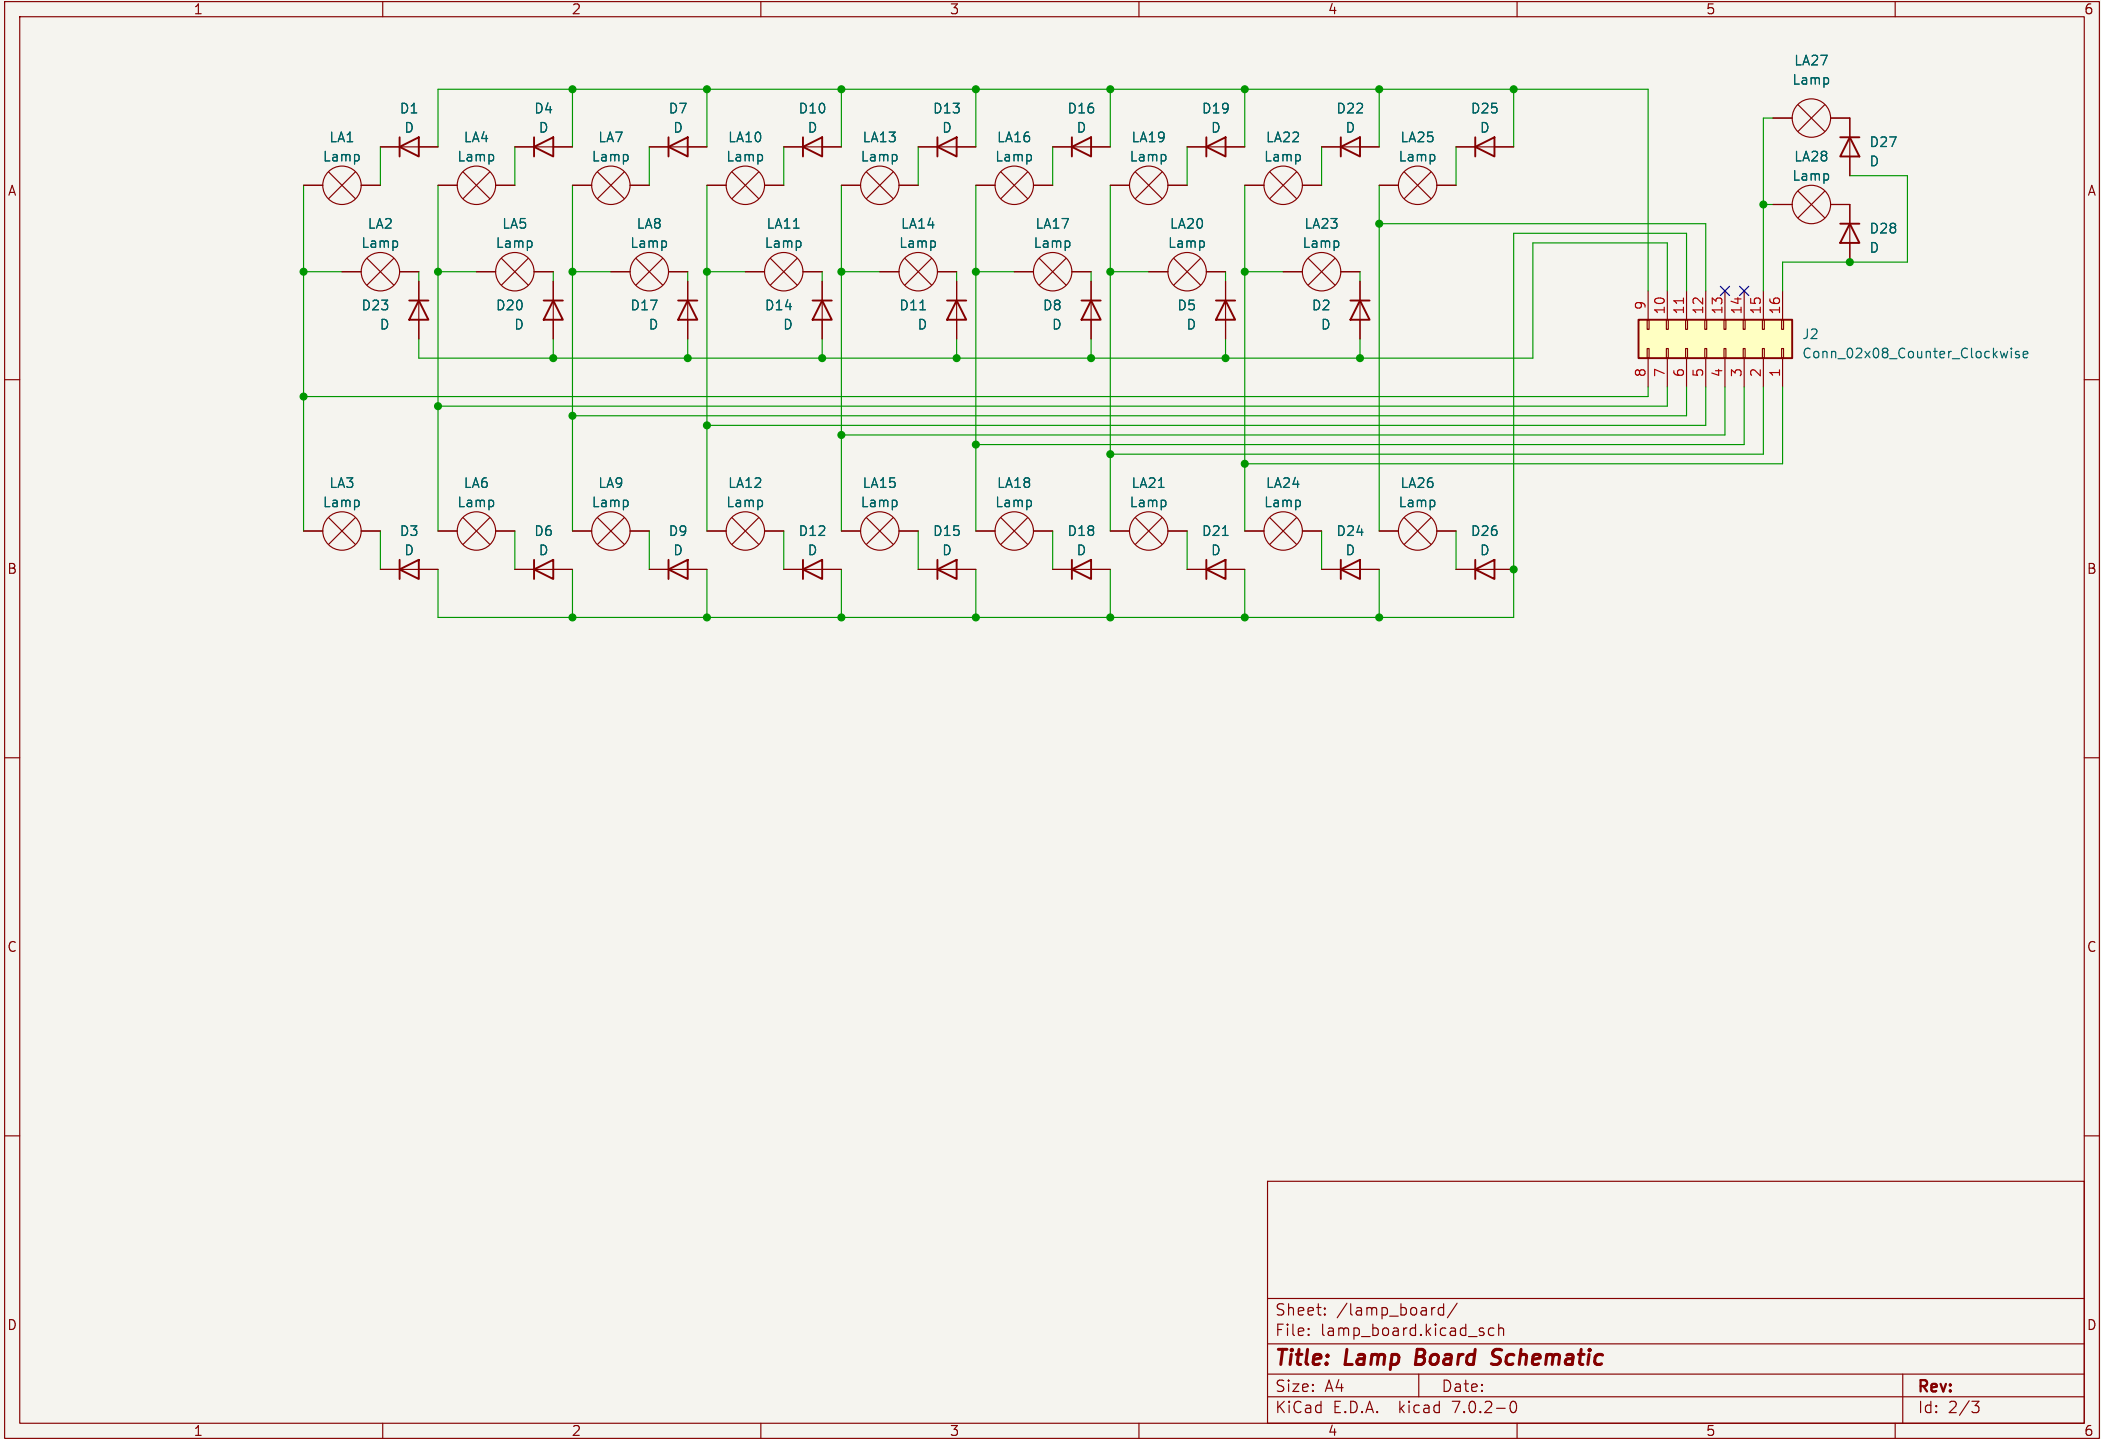 1 2 3 4 5 6
LA27
Lamp
D1 D4 D7 D10 D13 D16 D19 D22 D25
D D D D D D D D D
LA1 LA4 LA7 LA10 LA13 LA16 LA19 LA22 LA25
Lamp Lamp Lamp Lamp Lamp Lamp Lamp Lamp Lamp
D27
D
LA28
Lamp
A A
LA2 LA5 LA8 LA11 LA14 LA17 LA20 LA23
Lamp Lamp Lamp Lamp Lamp Lamp Lamp Lamp
D28
D
D23 D20 D17 D14 D11 D8 D5 D2
D D D D D D D D
9 10 11 12 13 14 15 16
J2
Conn_02x08_Counter_Clockwise
8 7 6 5 4 3 2 1
LA3 LA6 LA9 LA12 LA15 LA18 LA21 LA24 LA26
Lamp Lamp Lamp Lamp Lamp Lamp Lamp Lamp Lamp
D3 D6 D9 D12 D15 D18 D21 D24 D26
D D D D D D D D D
B B
C C
D D
Sheet: /lamp_board/
File: lamp_board.kicad_sch
Title: Lamp Board Schematic
Size: A4 Date: Rev:
KiCad E.D.A. kicad 7.0.2-0 Id: 2/3
1 2 3 4 5 6